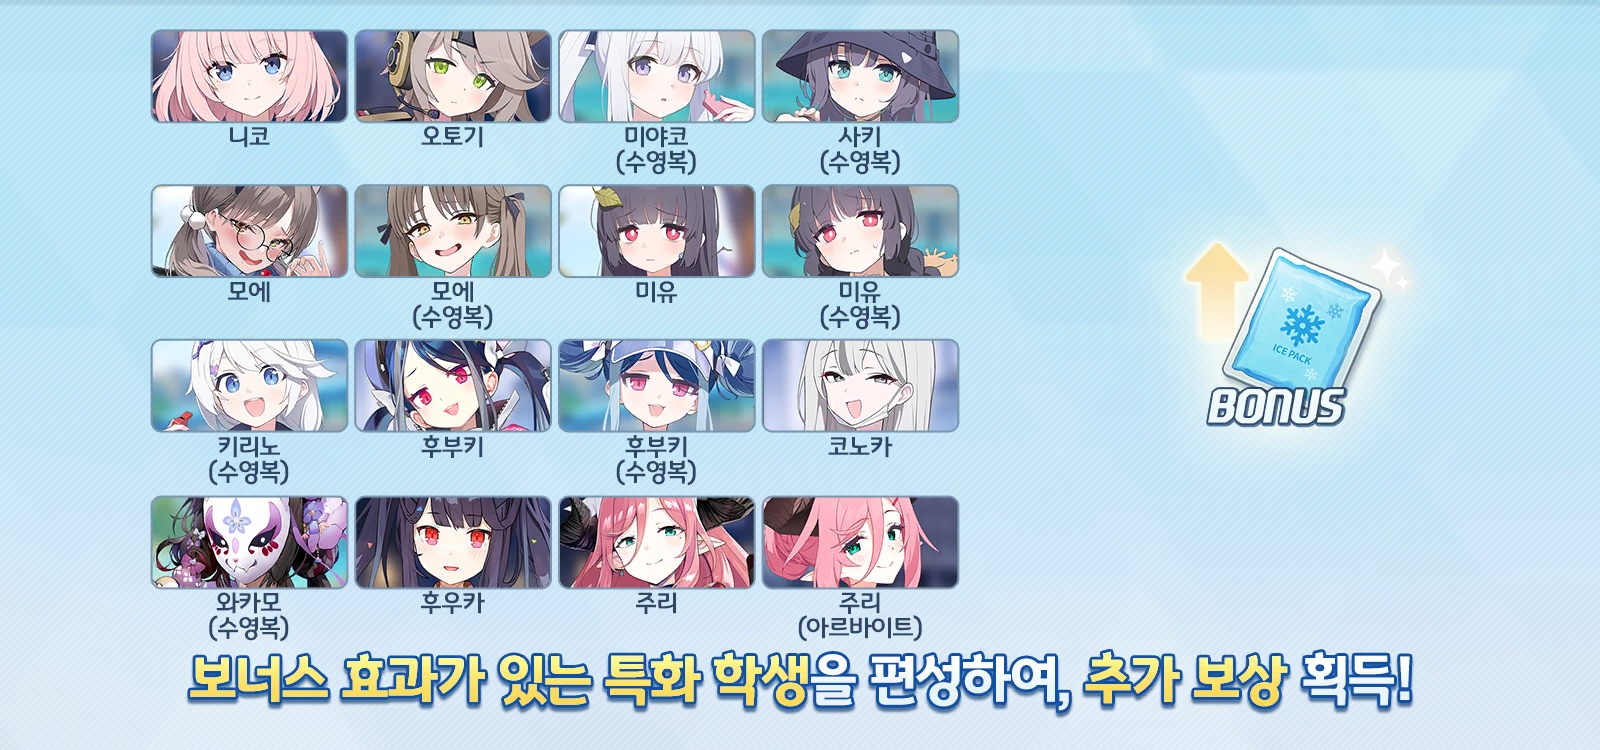 니코
오토기
미야코
(수영복)
사키
(수영복)
모에
모에
(수영복)
미유
미유
(수영복)
ICE PACK
BONUS
키리노
(수영복)
후부키
후부키
(수영복)
코노카
와카모
(수영복)
후우카
주리
주리
(아르바이트)
보너스 효과가 있는 특화 학생을 편성하여, 추가 보상 획득!